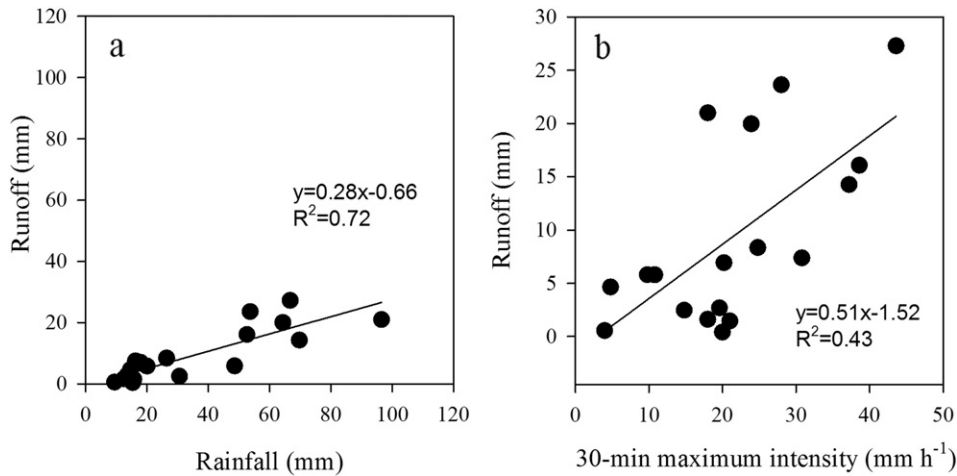 a
120
100
80
60
40
20
0
Runoff (mm)
y=0.28x-0.66
R²=0.72
0 20 40 60 80 100 120
Rainfall (mm)
b
30
25
20
15
10
5
0
Runoff (mm)
y=0.51x-1.52
R²=0.43
0 10 20 30 40 50
30-min maximum intensity (mm h⁻¹)